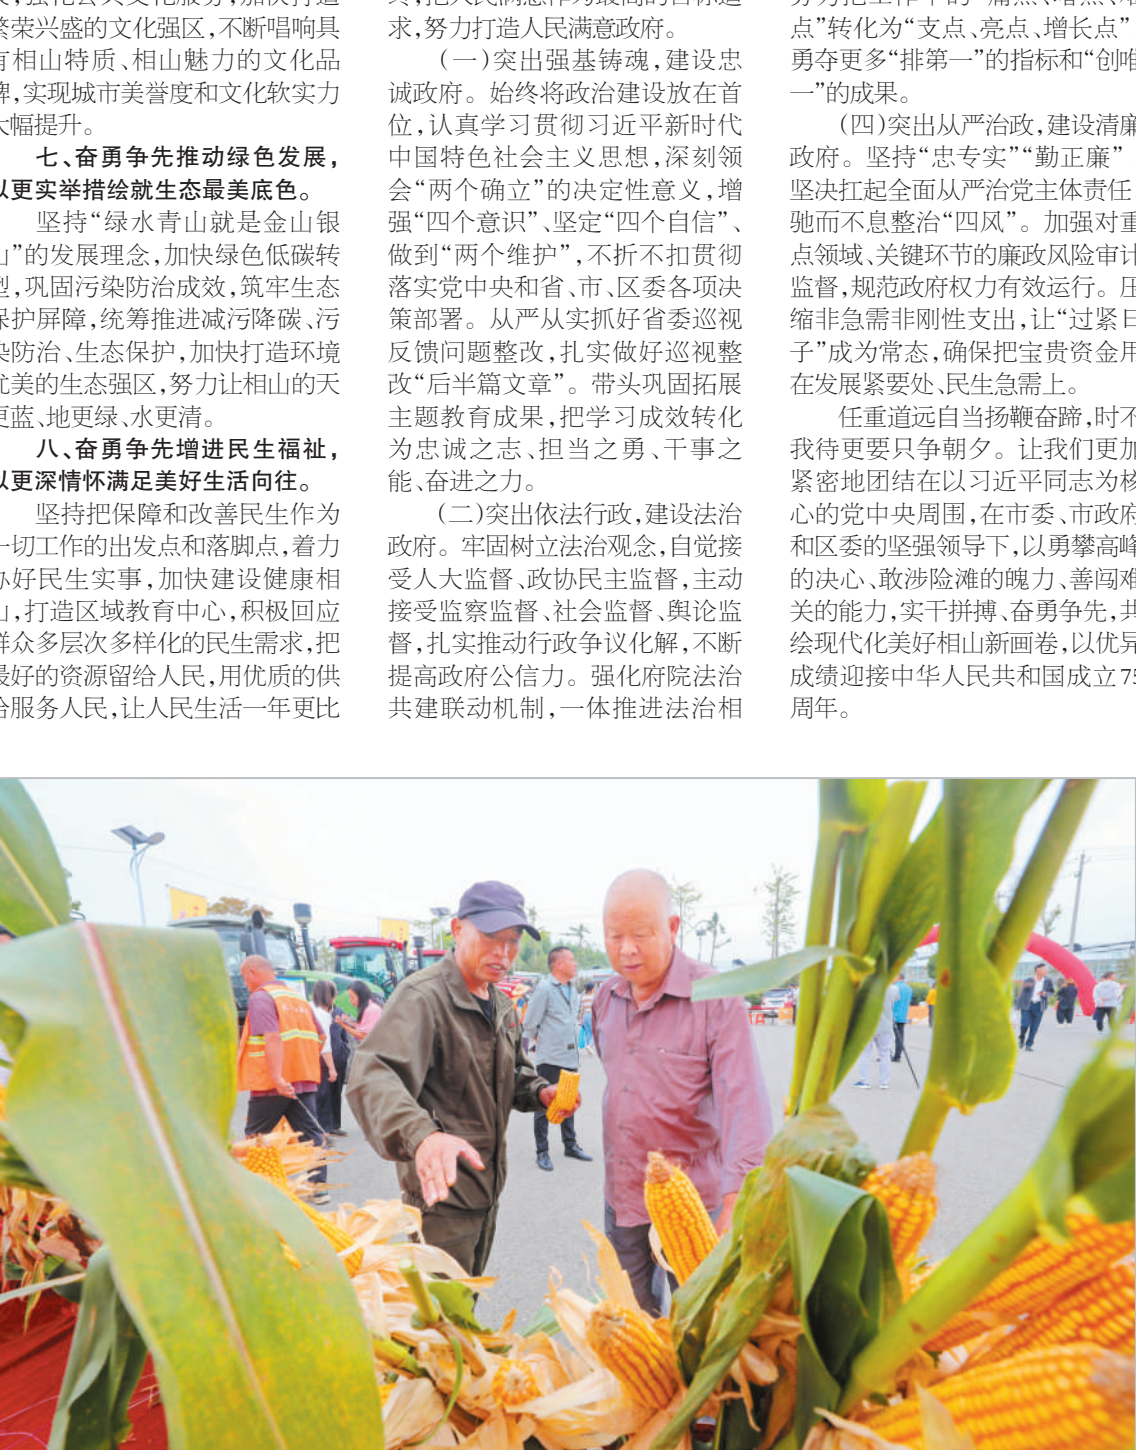 繁荣兴盛的文化强区,不断唱响具
有相山特质、相山魅力的文化品
牌,实现城市美誉度和文化软实力
大幅提升。
七、奋勇争先推动绿色发展,
以更实举措绘就生态最美底色。
坚持“绿水青山就是金山银
山”的发展理念,加快绿色低碳转
型,巩固污染防治成效,筑牢生态
保护屏障,统筹推进减污降碳、污
染防治、生态保护,加快打造环境
优美的生态强区,努力让相山的天
更蓝、地更绿、水更清。
八、奋勇争先增进民生福祉,
以更深情怀满足美好生活向往。
坚持把保障和改善民生作为
一切工作的出发点和落脚点,着力
办好民生实事,加快建设健康相
山,打造区域教育中心,积极回应
群众多层次多样化的民生需求,把
最好的资源留给人民,用优质的供
给服务人民,让人民生活一年更比
求,努力打造人民满意政府。
(一)突出强基铸魂,建设忠
诚政府。始终将政治建设放在首
位,认真学习贯彻习近平新时代
中国特色社会主义思想,深刻领
会“两个确立”的决定性意义,增
强“四个意识”、坚定“四个自信”、
做到“两个维护”,不折不扣贯彻
落实党中央和省、市、区委各项决
策部署。从严从实抓好省委巡视
反馈问题整改,扎实做好巡视整
改“后半篇文章”。带头巩固拓展
主题教育成果,把学习成效转化
为忠诚之志、担当之勇、干事之
能、奋进之力。
(二)突出依法行政,建设法治
政府。牢固树立法治观念,自觉接
受人大监督、政协民主监督,主动
接受监察监督、社会监督、舆论监
督,扎实推动行政争议化解,不断
提高政府公信力。强化府院法治
共建联动机制,一体推进法治相
点”转化为“支点、亮点、增长点”,
勇夺更多“排第一”的指标和“创唯
一”的成果。
(四)突出从严治政,建设清廉
政府。坚持“忠专实”“勤正廉”,
坚决扛起全面从严治党主体责任,
驰而不息整治“四风”。加强对重
点领域、关键环节的廉政风险审计
监督,规范政府权力有效运行。压
缩非急需非刚性支出,让“过紧日
子”成为常态,确保把宝贵资金用
在发展紧要处、民生急需上。
任重道远自当扬鞭奋蹄,时不
我待更要只争朝夕。让我们更加
紧密地团结在以习近平同志为核
心的党中央周围,在市委、市政府
和区委的坚强领导下,以勇攀高峰
的决心、敢涉险滩的魄力、善闯难
关的能力,实干拼搏、奋勇争先,共
绘现代化美好相山新画卷,以优异
成绩迎接中华人民共和国成立75
周年。